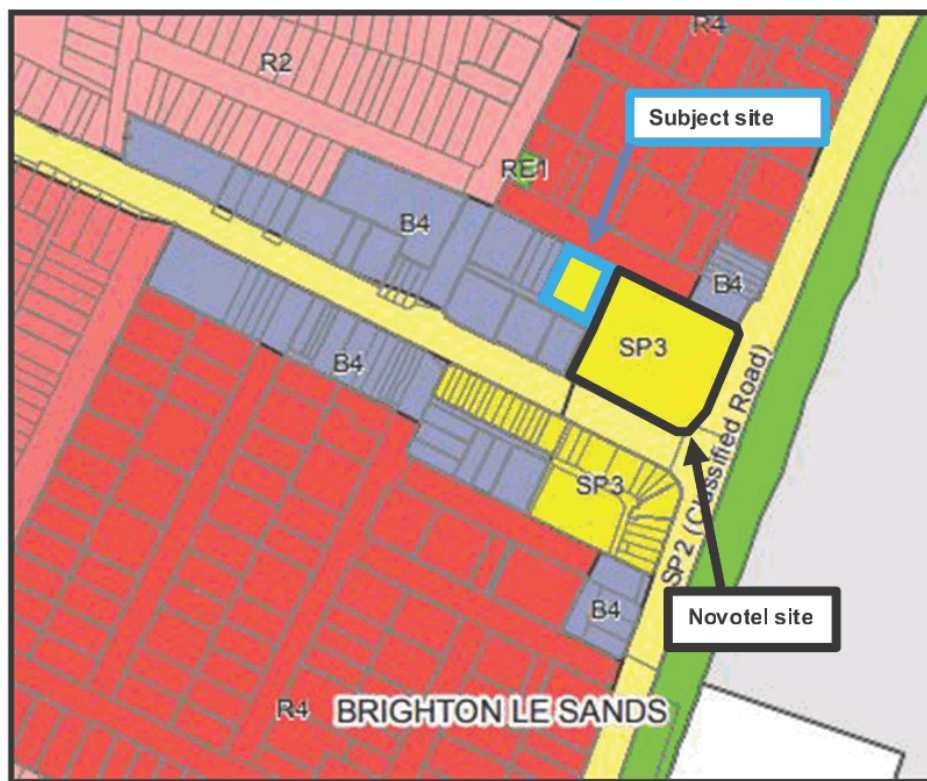 R4
R2
Subject site
RE1
B4
B4
SP3
B4
SP3
SP2 (Classified Road)
B4
Novotel site
R4
BRIGHTON LE SANDS